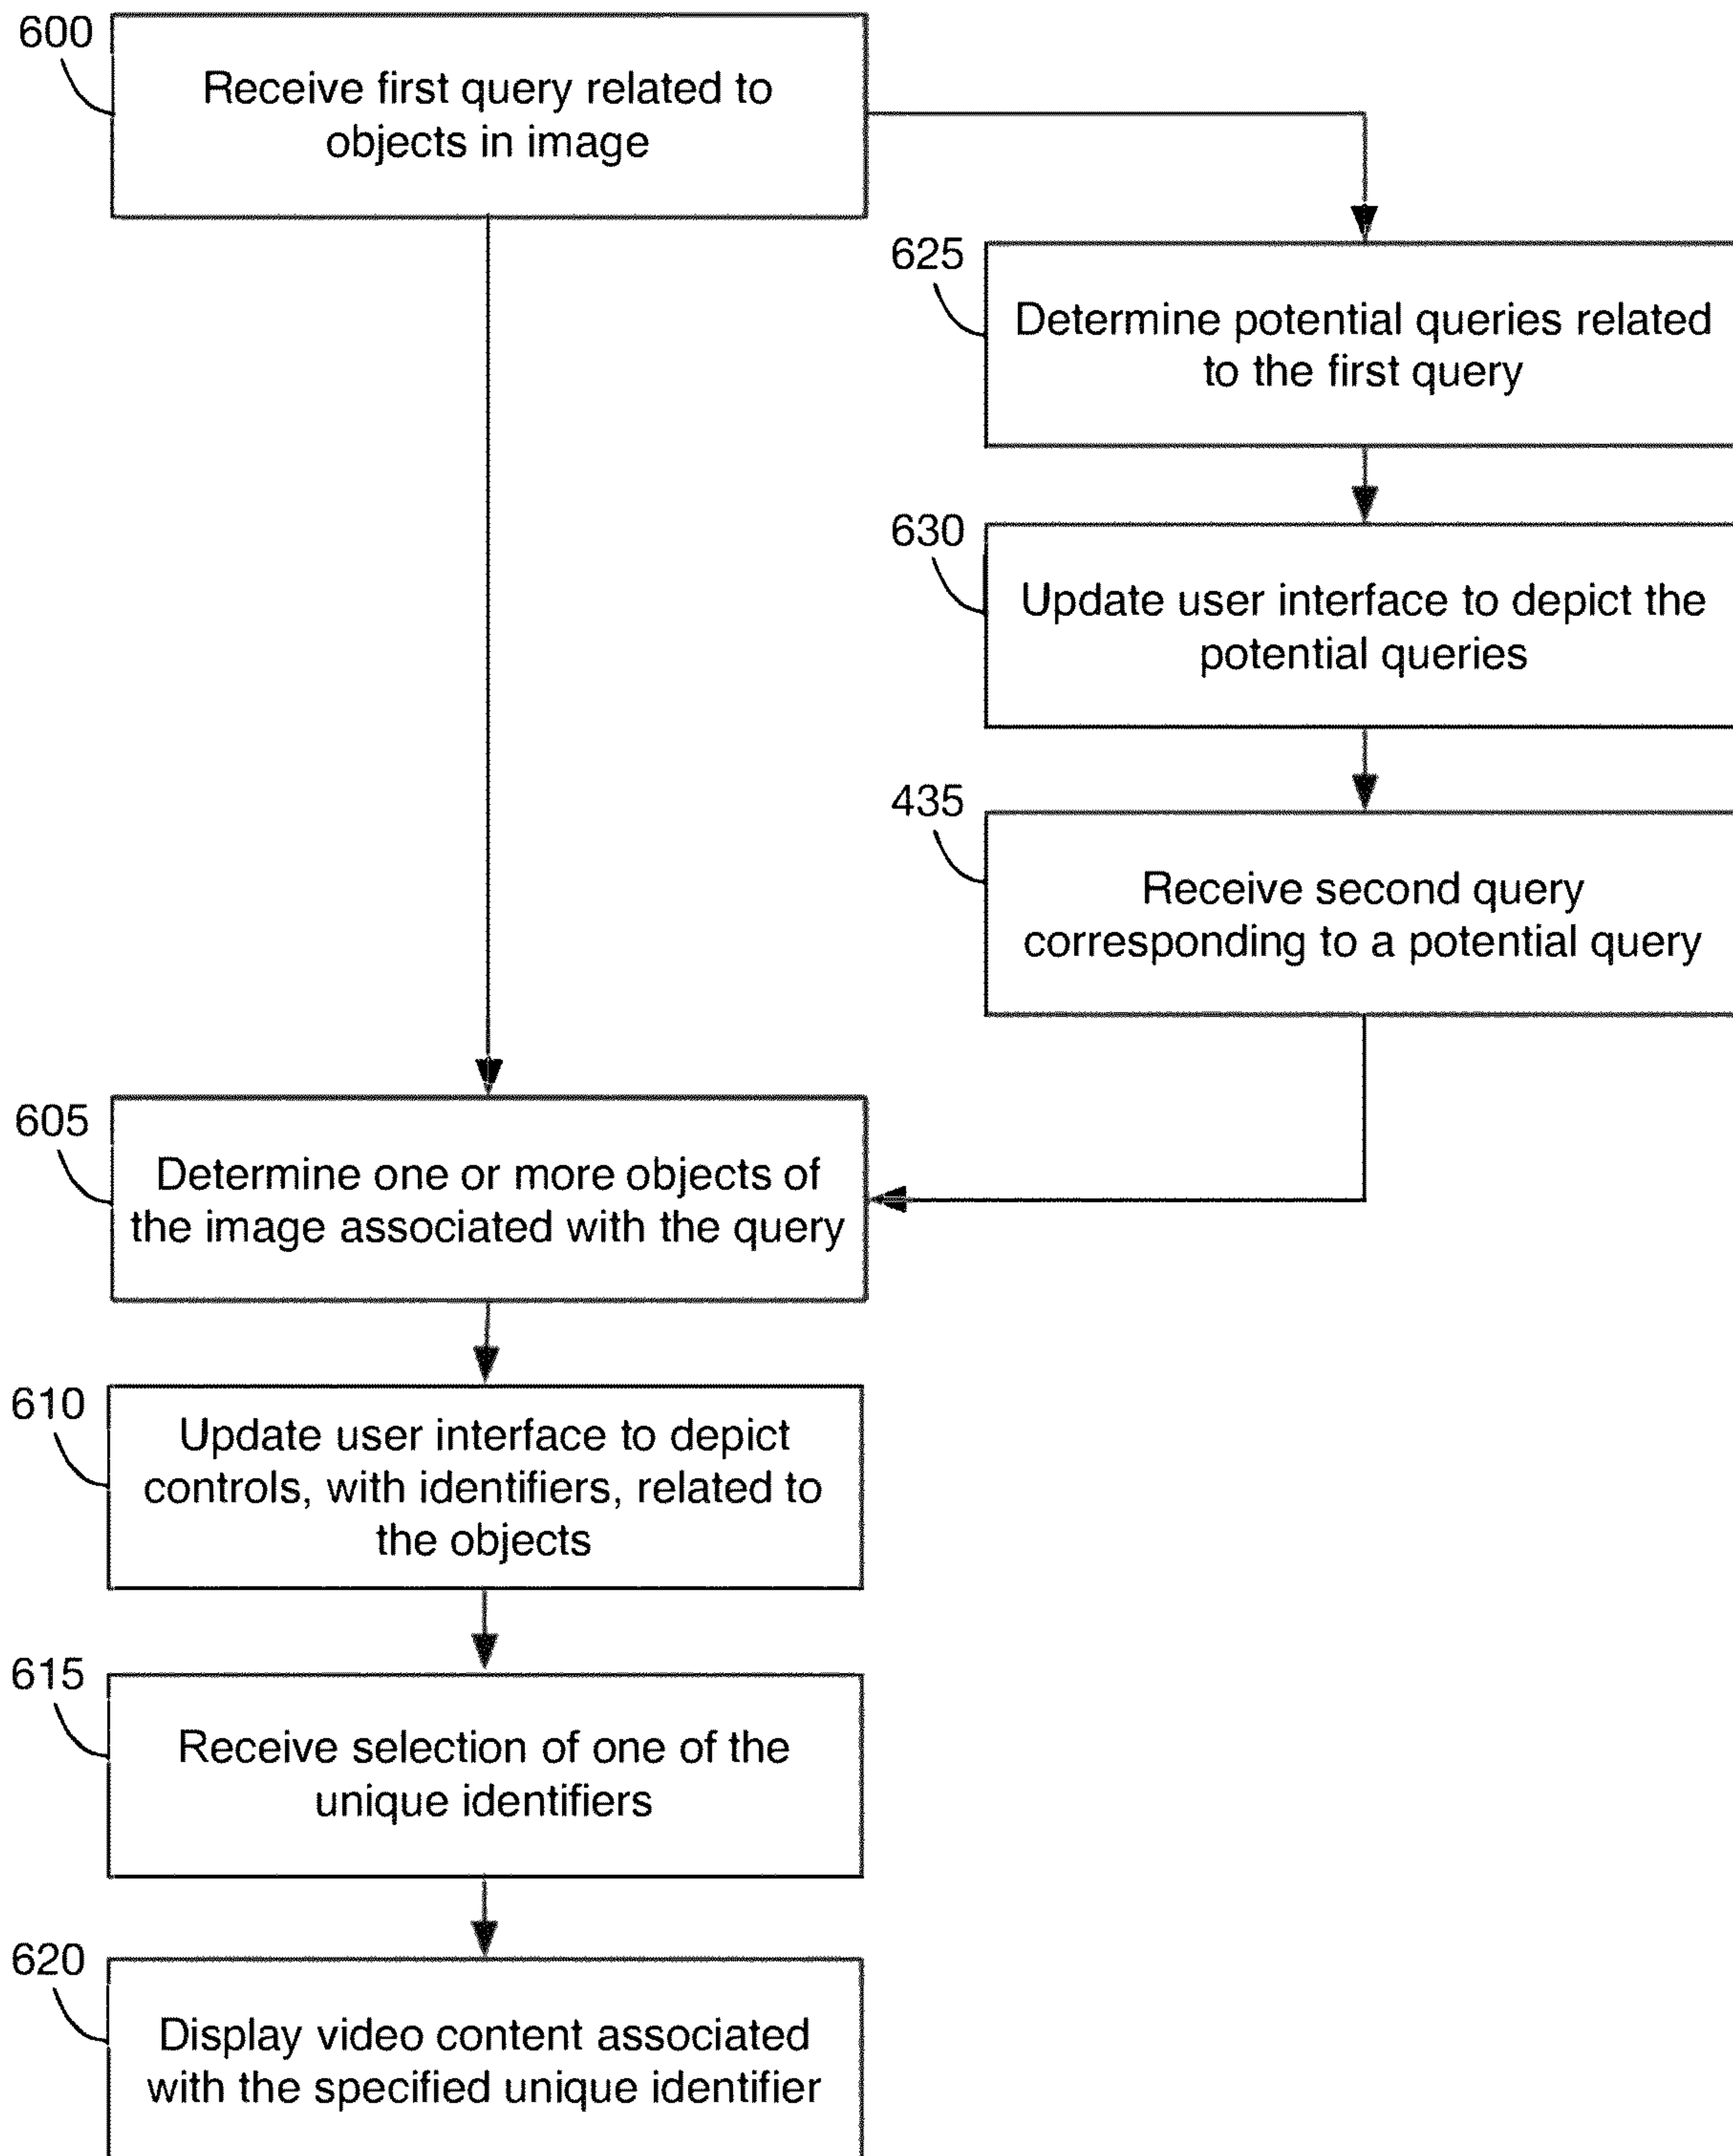 600
Receive first query related to
objects in image
625
Determine potential queries related
to the first query
630
Update user interface to depict the
potential queries
435
Receive second query
corresponding to a potential query
605
Determine one or more objects of
the image associated with the query
610
Update user interface to depict
controls, with identifiers, related to
the objects
615
Receive selection of one of the
unique identifiers
620
Display video content associated
with the specified unique identifier